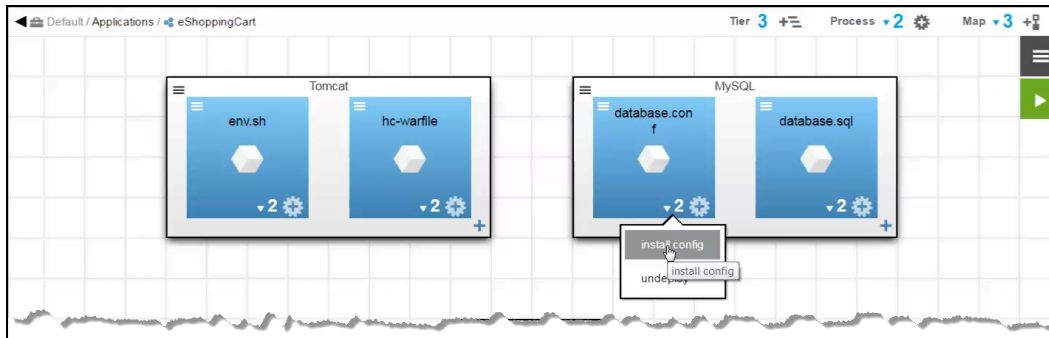 Default / Applications / eShoppingCart
Tier 3
Process 2
Map 3
Tomcat
env.sh
2
hc-warfile
2
MySQL
database.con
f
2
database.sql
2
install config
install config
undeploy